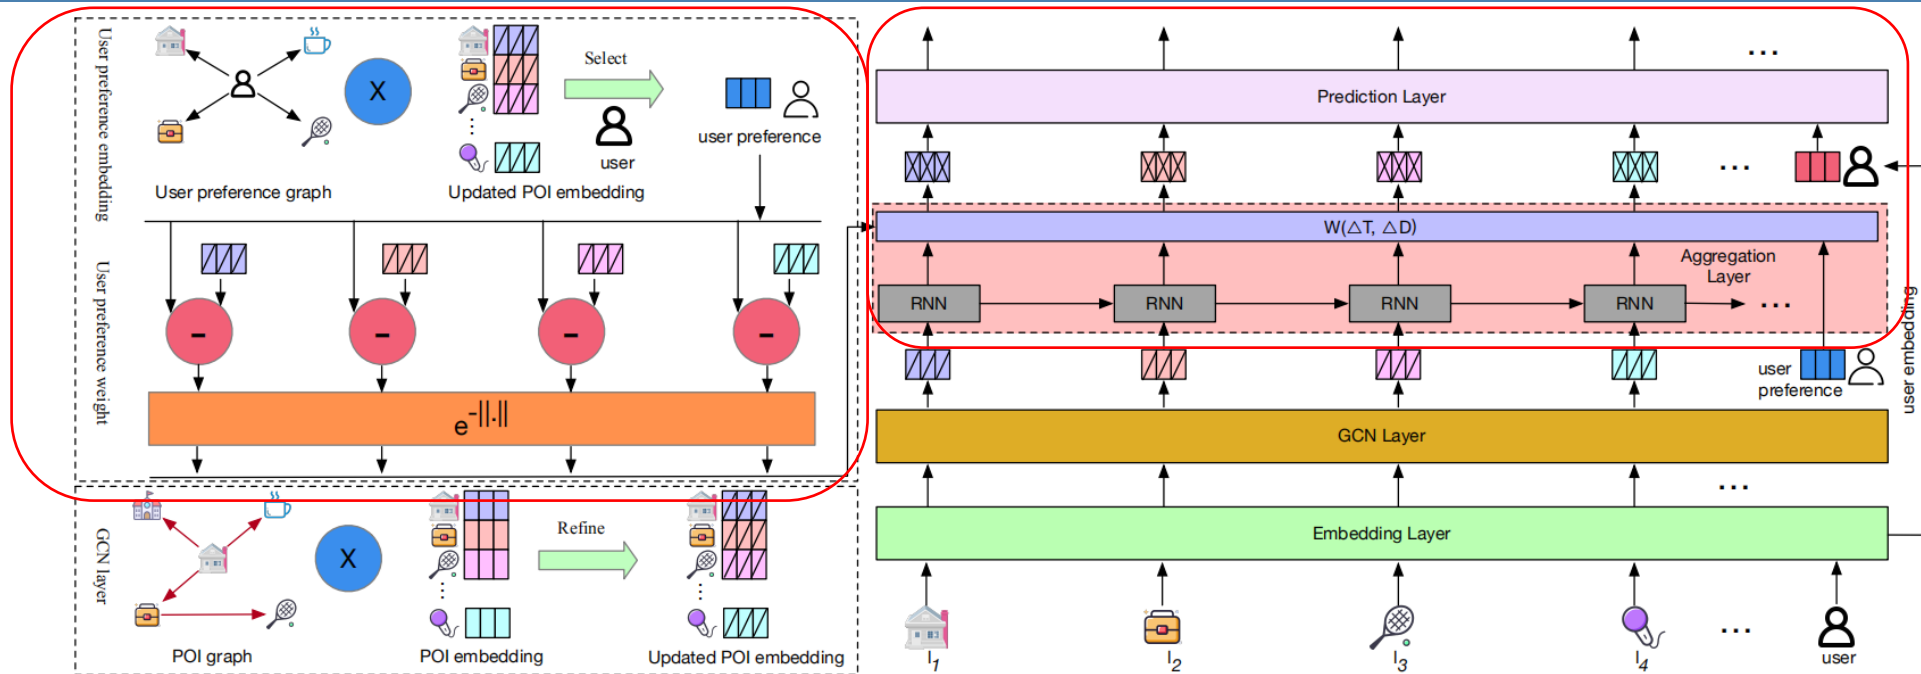 User preference embedding
X
Select
user
user preference
User preference graph
Updated POI embedding
User preference weight
-
-
-
-
e-||.||
GCN layer
X
Refine
POI graph
POI embedding
Updated POI embedding
...
Prediction Layer
...
W(△T, △D)
Aggregation
Layer
RNN
RNN
RNN
RNN
...
user
preference
user embedding
GCN Layer
...
Embedding Layer
...
l1
l2
l3
l4
user